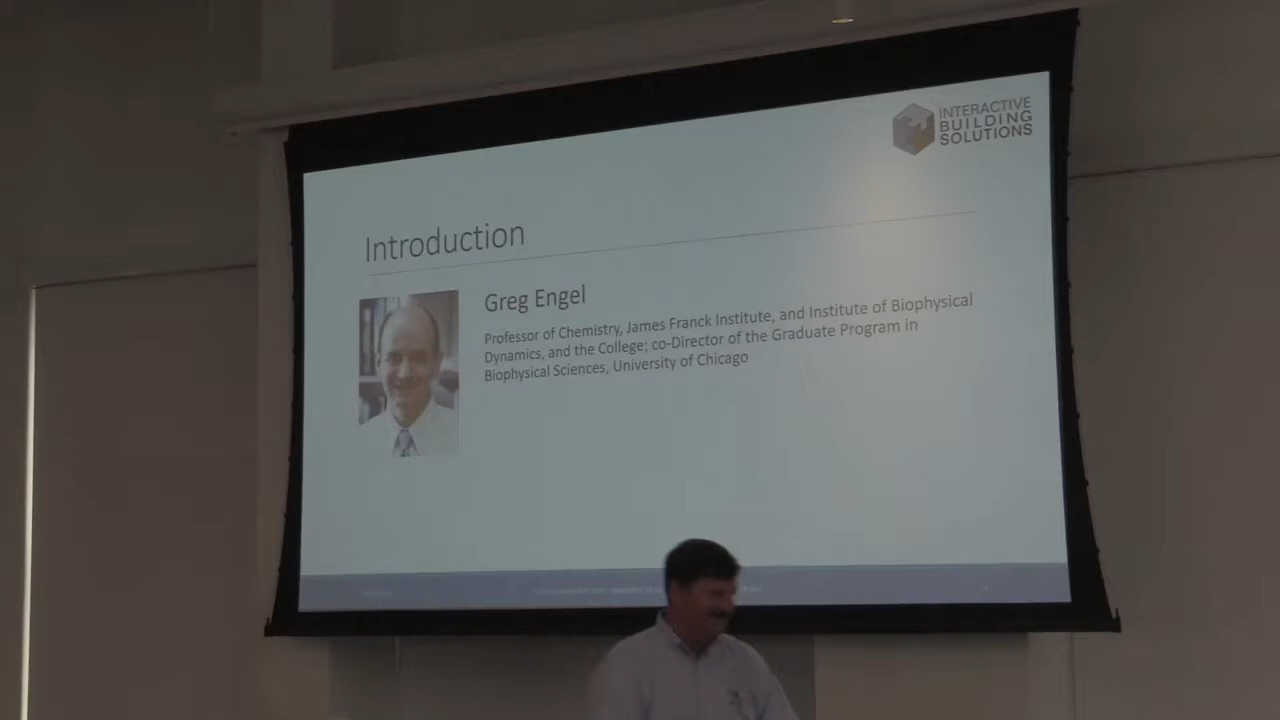 INTERACTIVE
BUILDING
SOLUTIONS
Introduction
Greg Engel
Professor of Chemistry, James Franck Institute, and Institute of Biophysical
Dynamics, and the College; co-Director of the Graduate Program in
Biophysical Sciences, University of Chicago